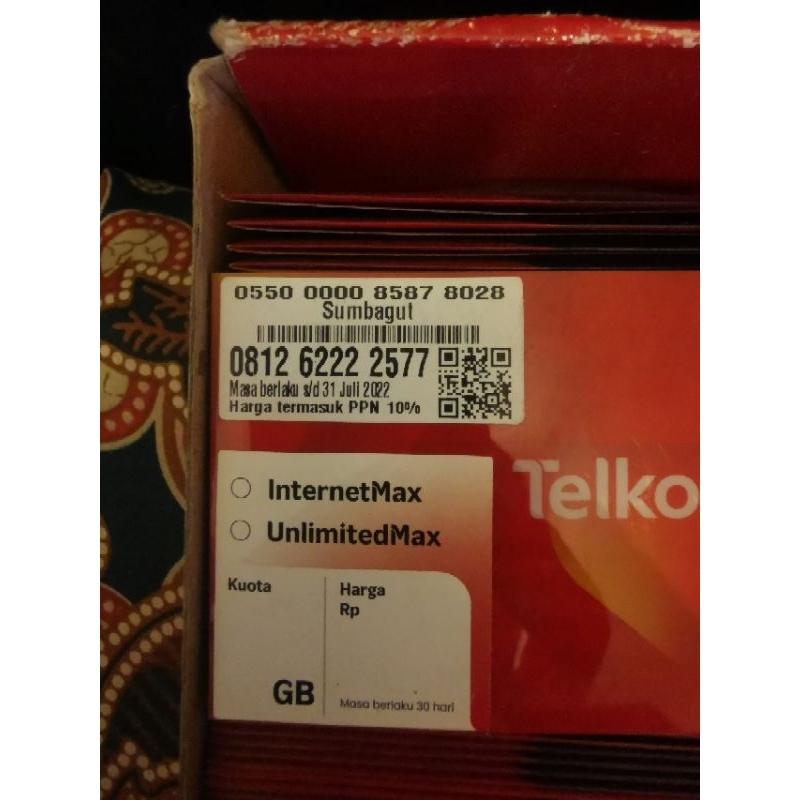 0550 0000 8587 8028
Sumbagut
0812 6222 2577
Masa berlaku s/d 31 Juli 2022
Harga termasuk PPN 10%
InternetMax
UnlimitedMax
Telko
Kuota
Harga
Rp
GB
Masa berlaku 30 hari